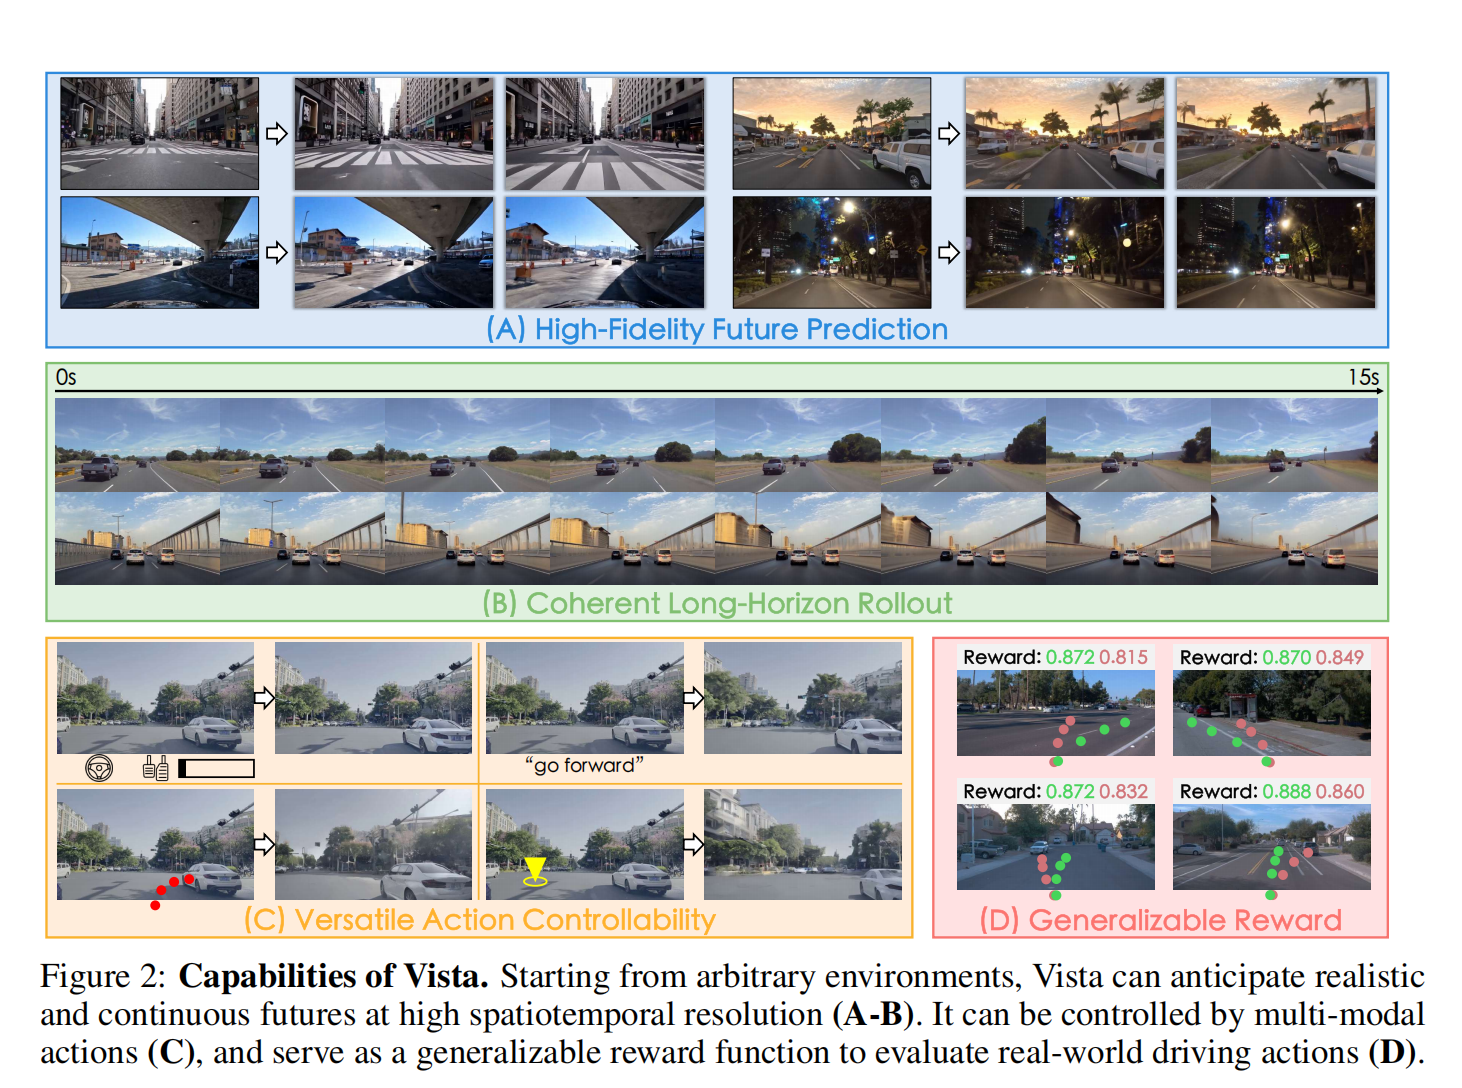 (A) High-Fidelity Future Prediction
0s
15s
(B) Coherent Long-Horizon Rollout
“go forward”
(C) Versatile Action Controllability
Reward: 0.872 0.815
Reward: 0.870 0.849
Reward: 0.872 0.832
Reward: 0.888 0.860
(D) Generalizable Reward
Figure 2: Capabilities of Vista. Starting from arbitrary environments, Vista can anticipate realistic
and continuous futures at high spatiotemporal resolution (A-B). It can be controlled by multi-modal
actions (C), and serve as a generalizable reward function to evaluate real-world driving actions (D).